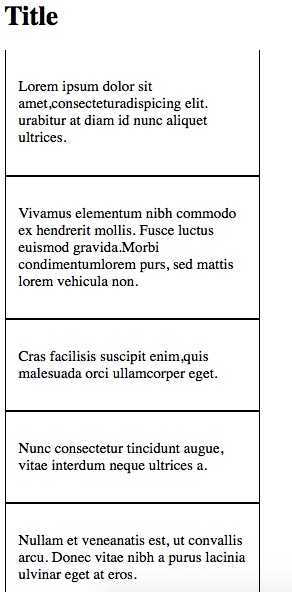 Title
Lorem ipsum dolor sit
amet,consecteturadispicing elit.
urabitur at diam id nunc aliquet
ultrices.
Vivamus elementum nibh commodo
ex hendrerit mollis. Fusce luctus
euismod gravida.Morbi
condimentumlorem purs, sed mattis
lorem vehicula non.
Cras facilisis suscipit enim,quis
malesuada orci ullamcorper eget.
Nunc consectetur tincidunt augue,
vitae interdum neque ultrices a.
Nullam et veneanatis est, ut convallis
arcu. Donec vitae nibh a purus lacinia
ulvinar eget at eros.